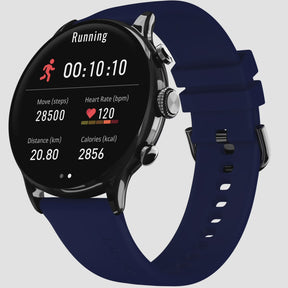 Running
00:10:10
Move (steps) Heart Rate (bpm)
28500 120
Distance (km) Calories (kcal)
20.80 2856